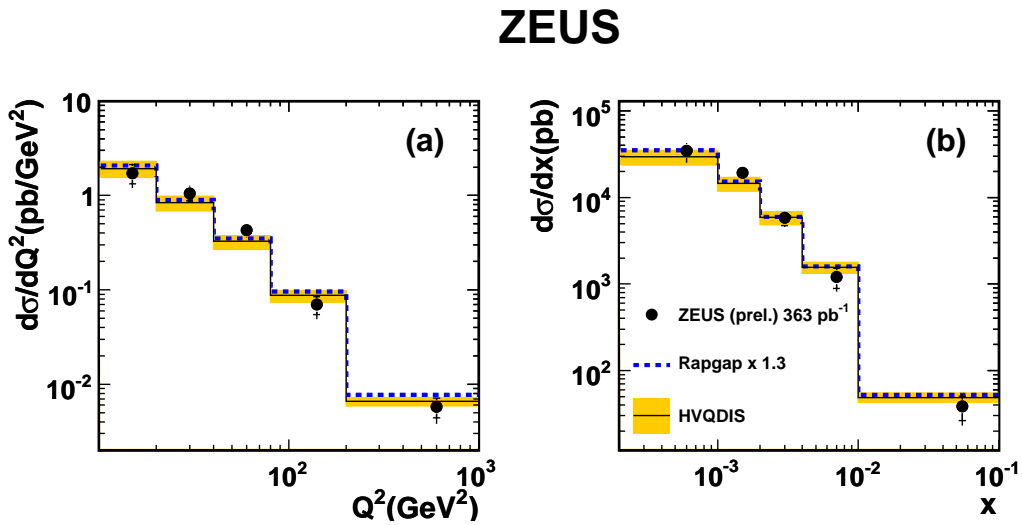 ZEUS
(a)
dσ/dQ²(pb/GeV²)
10
1
10⁻¹
10⁻²
10²
10³
Q²(GeV²)
(b)
dσ/dx(pb)
10⁵
10⁴
10³
10²
ZEUS (prel.) 363 pb⁻¹
Rapgap x 1.3
HVQDIS
10⁻³
10⁻²
10⁻¹
x